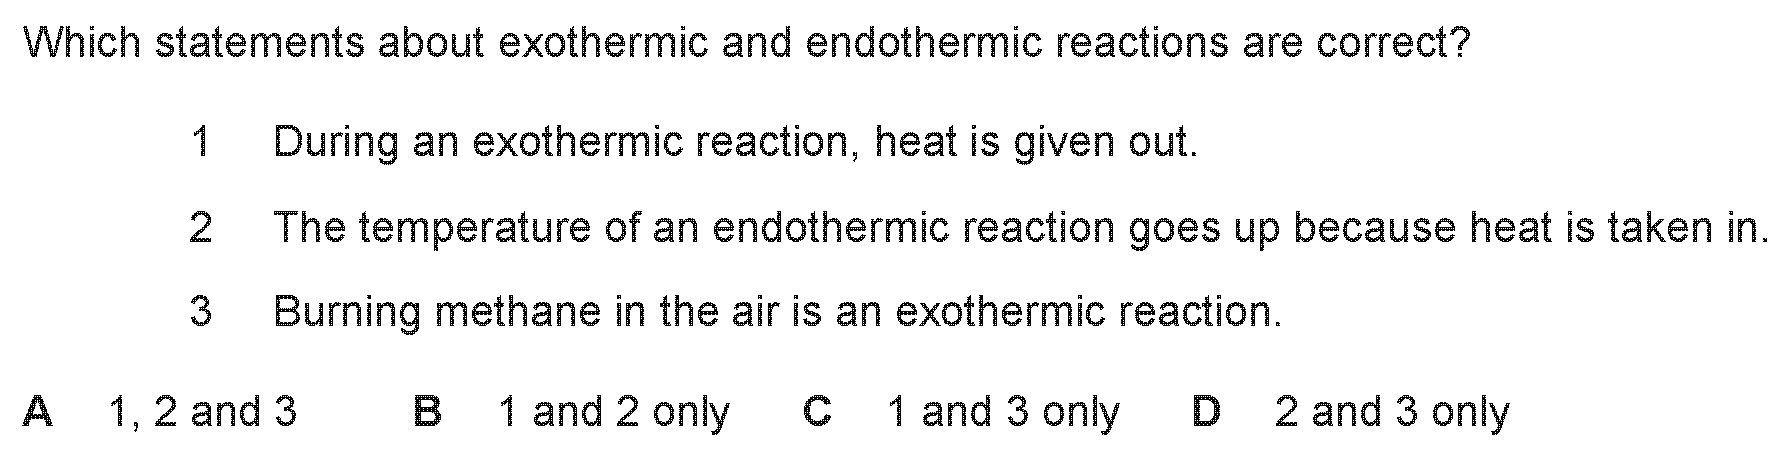 Which statements about exothermic and endothermic reactions are correct?
1 During an exothermic reaction, heat is given out.
2 The temperature of an endothermic reaction goes up because heat is taken in.
3 Burning methane in the air is an exothermic reaction.
A 1, 2 and 3 B 1 and 2 only C 1 and 3 only D 2 and 3 only